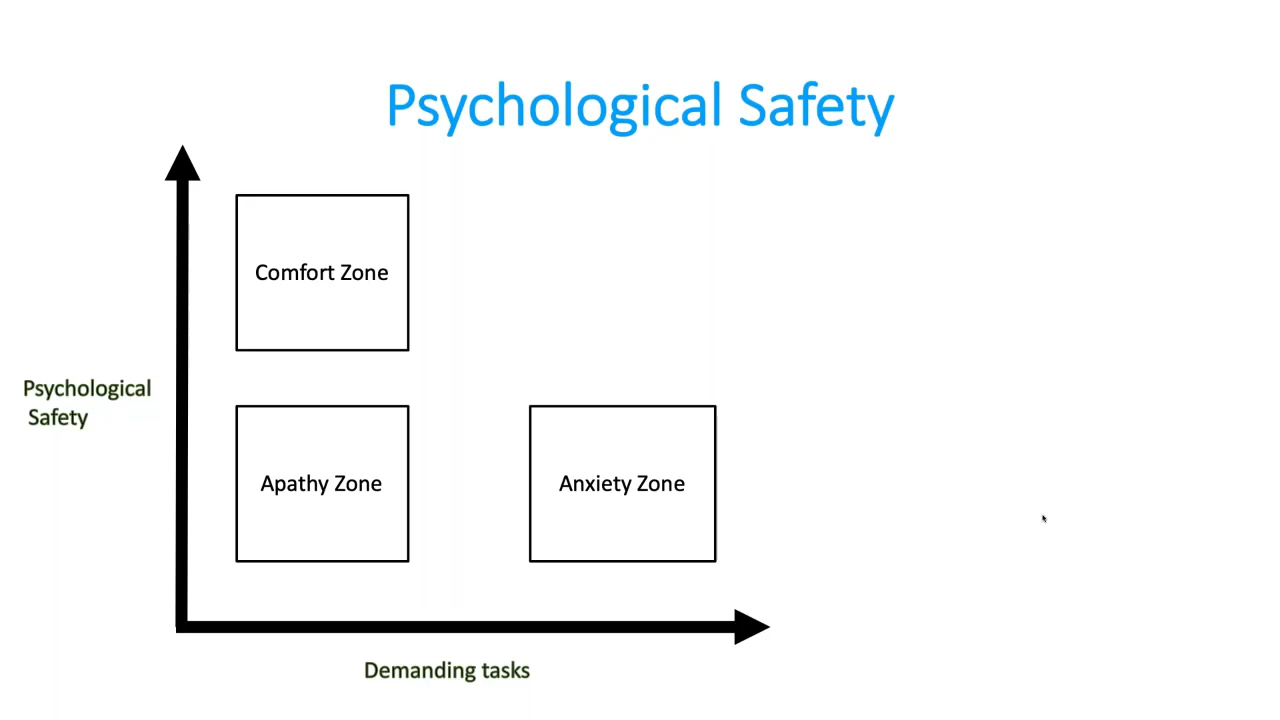 Psychological Safety
Comfort Zone
Psychological
Safety
Apathy Zone
Anxiety Zone
Demanding tasks